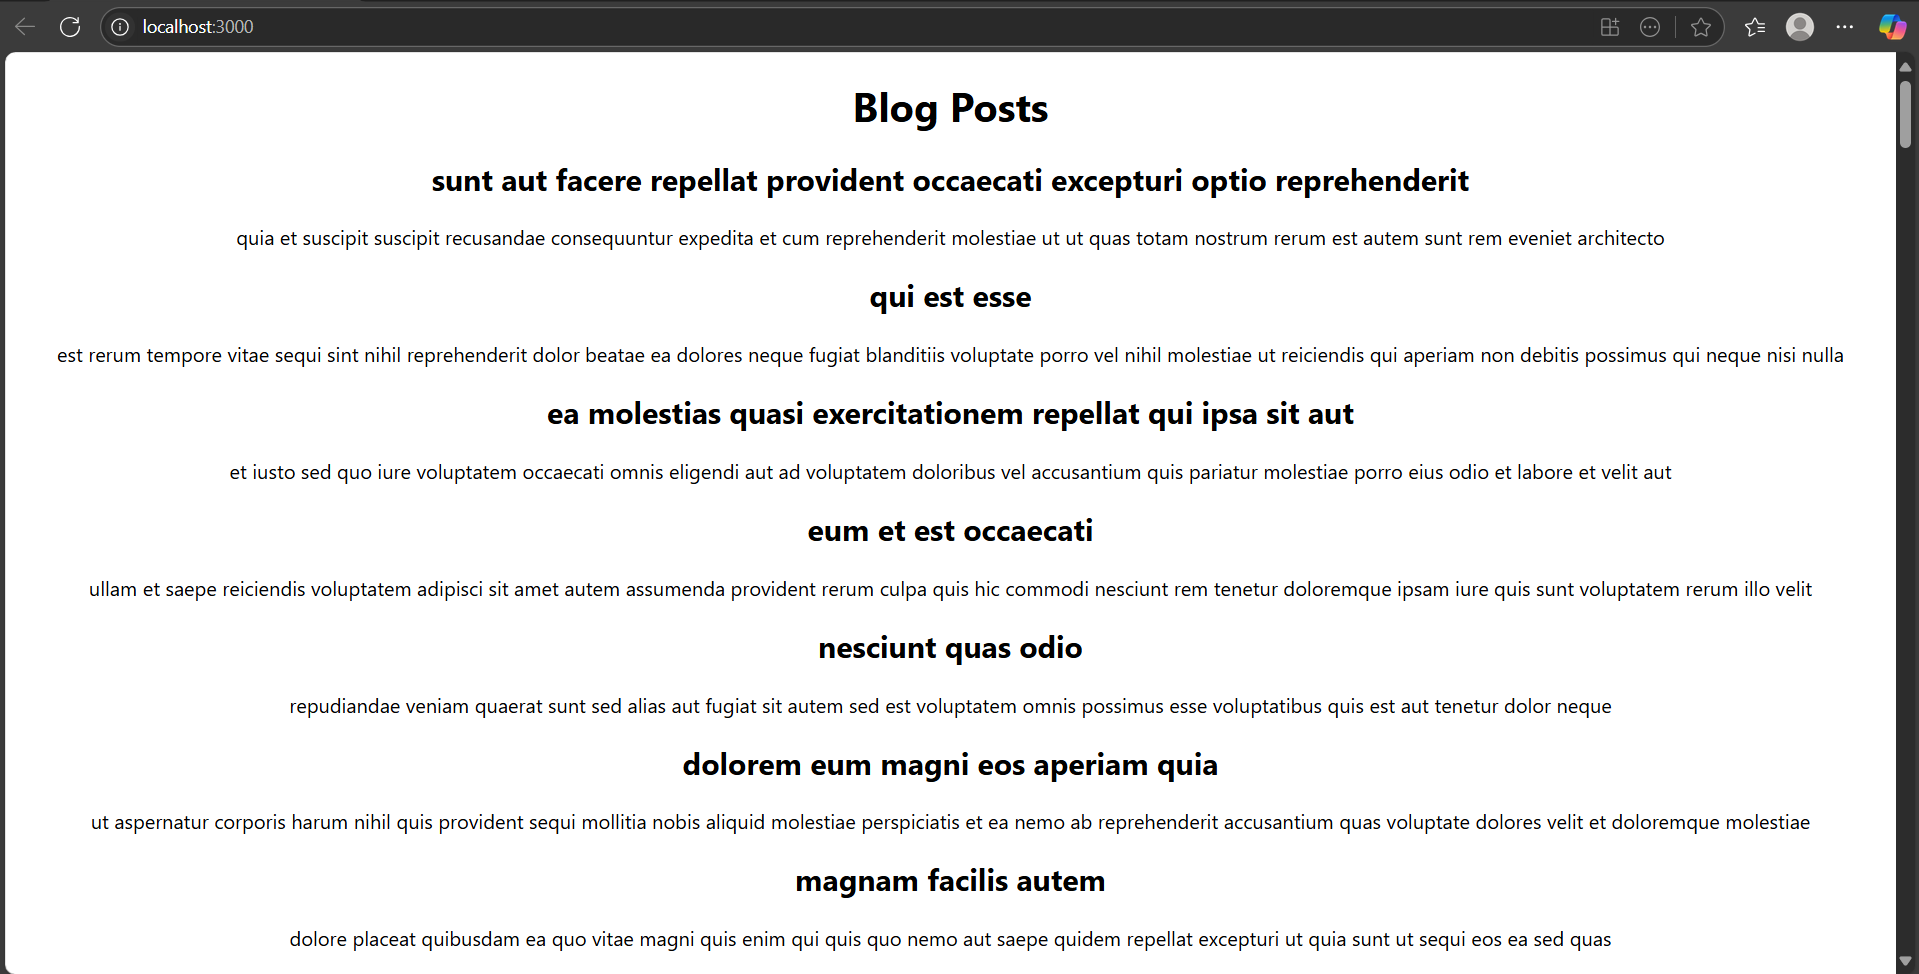 localhost:3000
Blog Posts
sunt aut facere repellat provident occaecati excepturi optio reprehenderit
quia et suscipit suscipit recusandae consequuntur expedita et cum reprehenderit molestiae ut ut quas totam nostrum rerum est autem sunt rem eveniet architecto
qui est esse
est rerum tempore vitae sequi sint nihil reprehenderit dolor beatae ea dolores neque fugiat blanditiis voluptate porro vel nihil molestiae ut reiciendis qui aperiam non debitis possimus qui neque nisi nulla
ea molestias quasi exercitationem repellat qui ipsa sit aut
et iusto sed quo iure voluptatem occaecati omnis eligendi aut ad voluptatem doloribus vel accusantium quis pariatur molestiae porro eius odio et labore et velit aut
eum et est occaecati
ullam et saepe reiciendis voluptatem adipisci sit amet autem assumenda provident rerum culpa quis hic commodi nesciunt rem tenetur doloremque ipsam iure quis sunt voluptatem rerum illo velit
nesciunt quas odio
repudiandae veniam quaerat sunt sed alias aut fugiat sit autem sed est voluptatem omnis possimus esse voluptatibus quis est aut tenetur dolor neque
dolorem eum magni eos aperiam quia
ut aspernatur corporis harum nihil quis provident sequi mollitia nobis aliquid molestiae perspiciatis et ea nemo ab reprehenderit accusantium quas voluptate dolores velit et doloremque molestiae
magnam facilis autem
dolore placeat quibusdam ea quo vitae magni quis enim qui quis quo nemo aut saepe quidem repellat excepturi ut quia sunt ut sequi eos ea sed quas